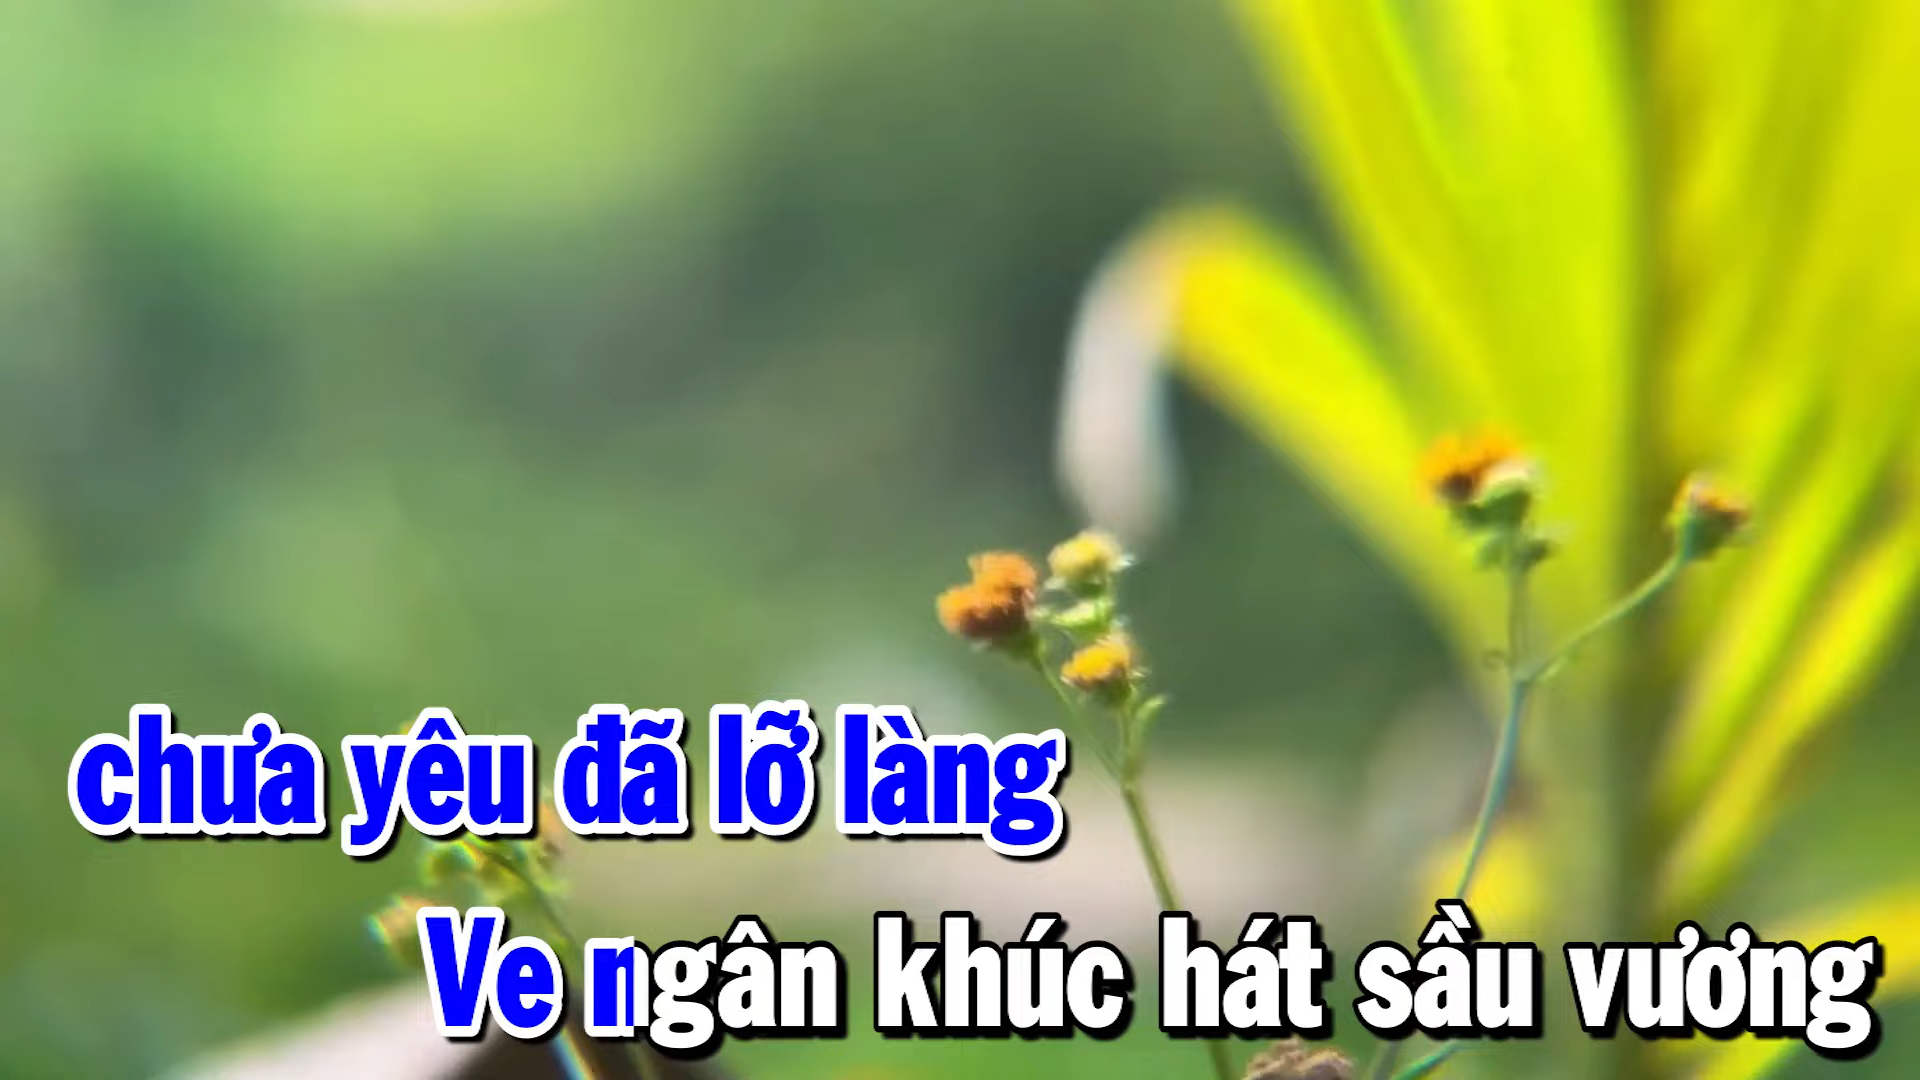 chưa yêu đã lỡ làng
Ve ngân khúc hát sầu vương